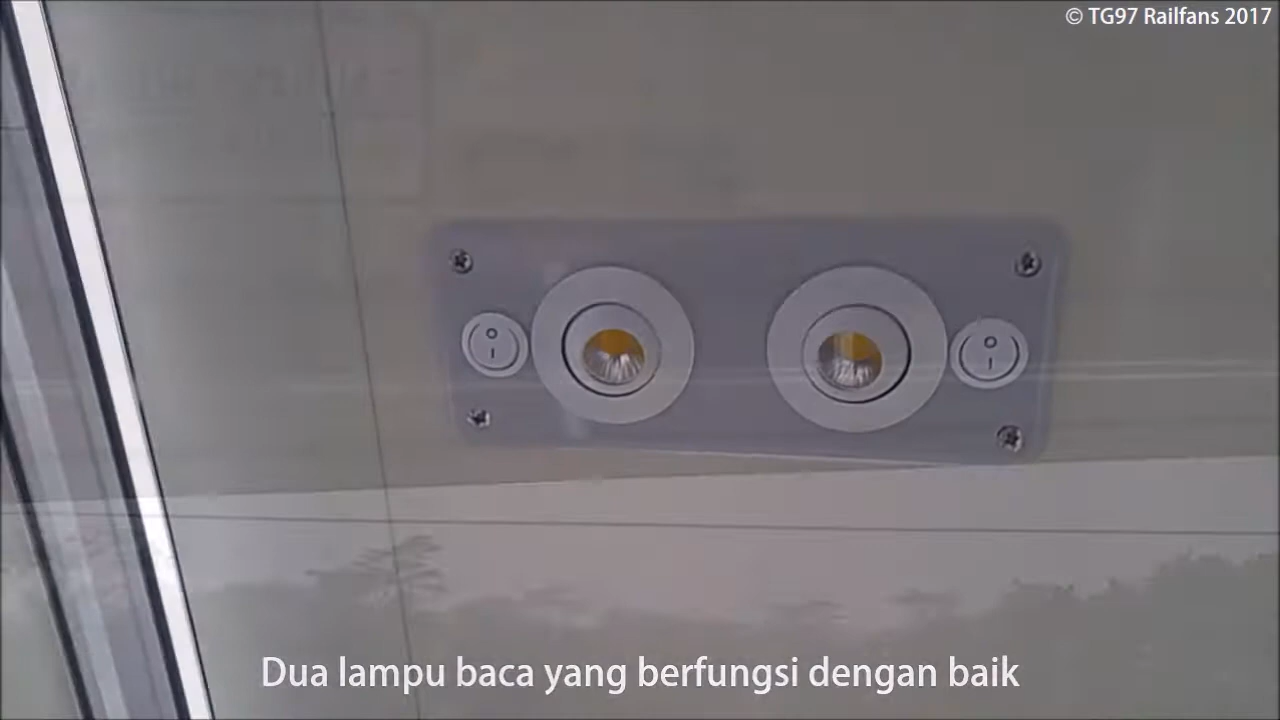 © TG97 Railfans 2017
Dua lampu baca yang berfungsi dengan baik